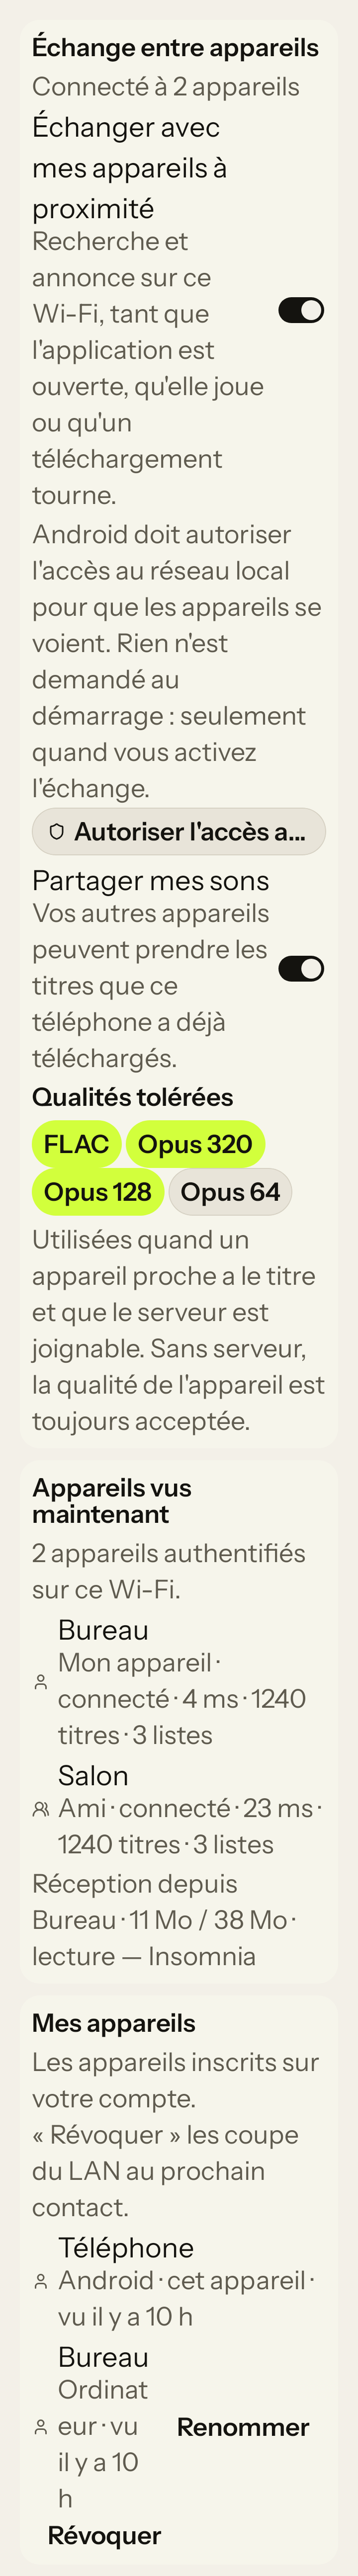 Échange entre appareils
Connecté à 2 appareils
Échanger avec
mes appareils à
proximité
Recherche et
annonce sur ce
Wi-Fi, tant que
l'application est
ouverte, qu'elle joue
ou qu'un
téléchargement
tourne.
Android doit autoriser
l'accès au réseau local
pour que les appareils se
voient. Rien n'est
demandé au
démarrage : seulement
quand vous activez
l'échange.
Autoriser l'accès a...
Partager mes sons
Vos autres appareils
peuvent prendre les
titres que ce
téléphone a déjà
téléchargés.
Qualités tolérées
FLAC Opus 320
Opus 128 Opus 64
Utilisées quand un
appareil proche a le titre
et que le serveur est
joignable. Sans serveur,
la qualité de l'appareil est
toujours acceptée.
Appareils vus
maintenant
2 appareils authentifiés
sur ce Wi-Fi.
Bureau
Mon appareil ·
connecté · 4 ms · 1240
titres · 3 listes
Salon
Ami · connecté · 23 ms ·
1240 titres · 3 listes
Réception depuis
Bureau · 11 Mo / 38 Mo ·
lecture — Insomnia
Mes appareils
Les appareils inscrits sur
votre compte.
« Révoquer » les coupe
du LAN au prochain
contact.
Téléphone
Android · cet appareil ·
vu il y a 10 h
Bureau
Ordinat
eur · vu
il y a 10
h
Renommer
Révoquer